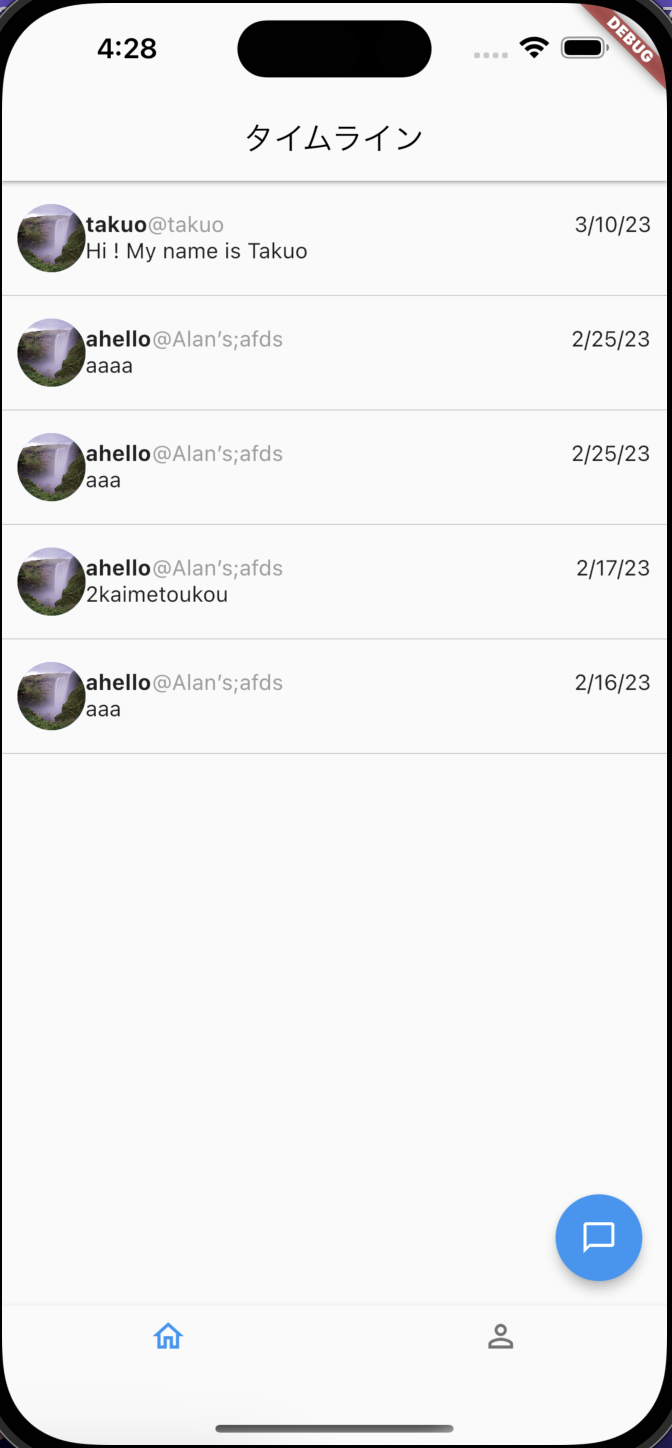 4:28
DEBUG
タイムライン
takuo@takuo 3/10/23
Hi ! My name is Takuo
ahello@Alan’s;afds 2/25/23
aaaa
ahello@Alan’s;afds 2/25/23
aaa
ahello@Alan’s;afds 2/17/23
2kaimetoukou
ahello@Alan’s;afds 2/16/23
aaa